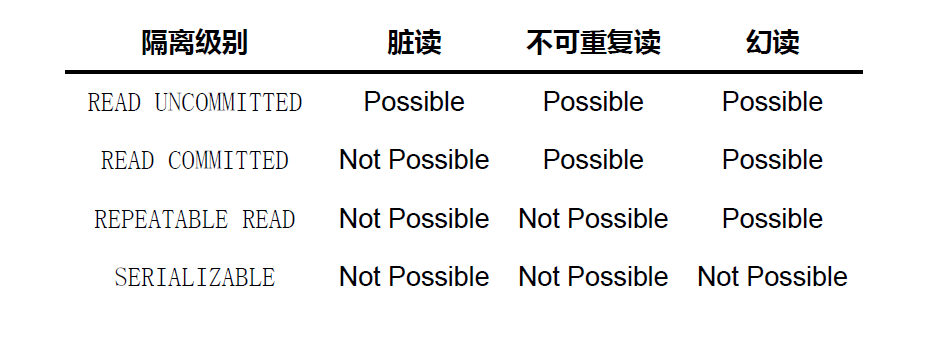 隔离级别 脏读 不可重复读 幻读
READ UNCOMMITTED Possible Possible Possible
READ COMMITTED Not Possible Possible Possible
REPEATABLE READ Not Possible Not Possible Possible
SERIALIZABLE Not Possible Not Possible Not Possible